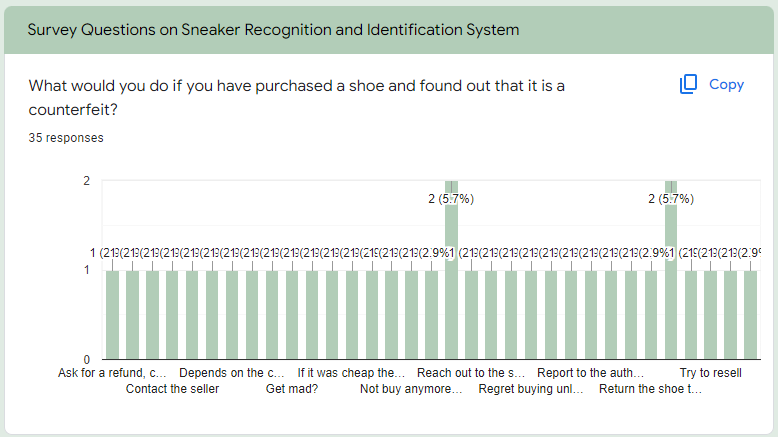 Survey Questions on Sneaker Recognition and Identification System
What would you do if you have purchased a shoe and found out that it is a
counterfeit?
Copy
35 responses
2
2 (5.7%) 2 (5.7%)
1
0
Ask for a refund, c... Depends on the c... If it was cheap the... Reach out to the s... Report to the auth... Try to resell
Contact the seller Get mad? Not buy anymore... Regret buying unl... Return the shoe t...